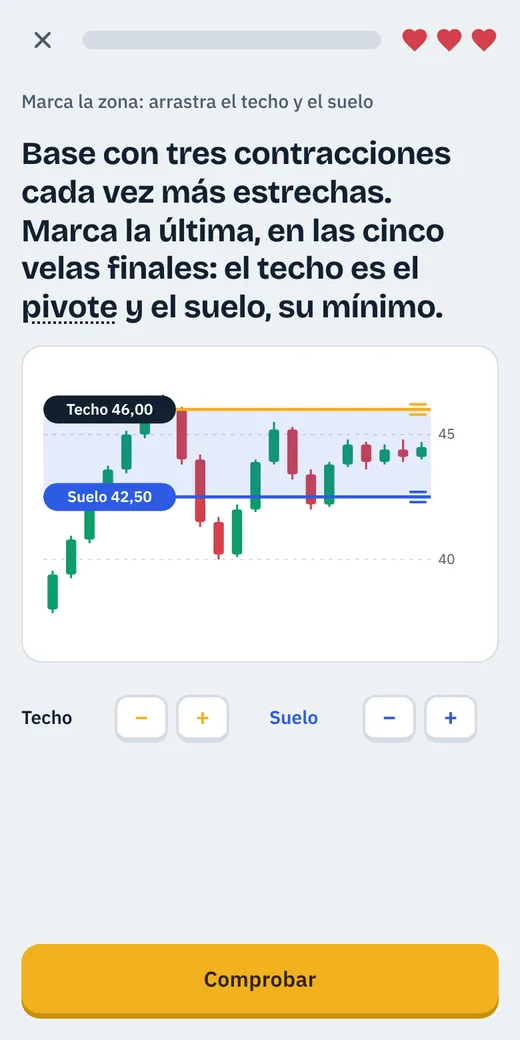 Marca la zona: arrastra el techo y el suelo
Base con tres contracciones
cada vez más estrechas.
Marca la última, en las cinco
velas finales: el techo es el
pivote y el suelo, su mínimo.
Techo 46,00
45
Suelo 42,50
40
Techo − + Suelo − +
Comprobar